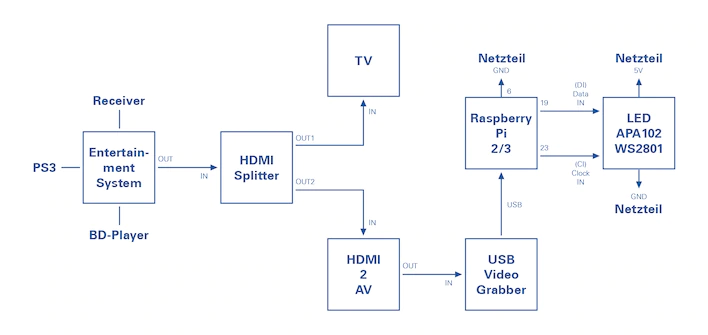 TV
IN
OUT1
Receiver
PS3
Entertain-
ment
System
BD-Player
OUT
IN
HDMI
Splitter
OUT2
IN
HDMI
2
AV
OUT
IN
USB
Video
Grabber
USB
Netzteil
GND
6
Raspberry
Pi
2/3
19
(DI)
Data
IN
23
(CI)
Clock
IN
Netzteil
5V
LED
APA102
WS2801
GND
Netzteil